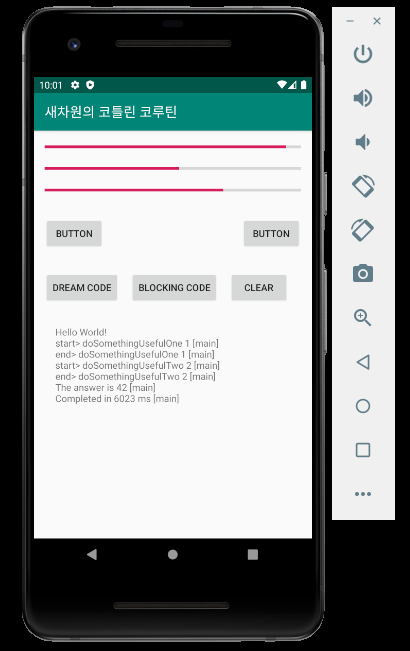 10:01
새차원의 코틀린 코루틴
BUTTON
BUTTON
DREAM CODE
BLOCKING CODE
CLEAR
Hello World!
start> doSomethingUsefulOne 1 [main]
end> doSomethingUsefulOne 1 [main]
start> doSomethingUsefulTwo 2 [main]
end> doSomethingUsefulTwo 2 [main]
The answer is 42 [main]
Completed in 6023 ms [main]